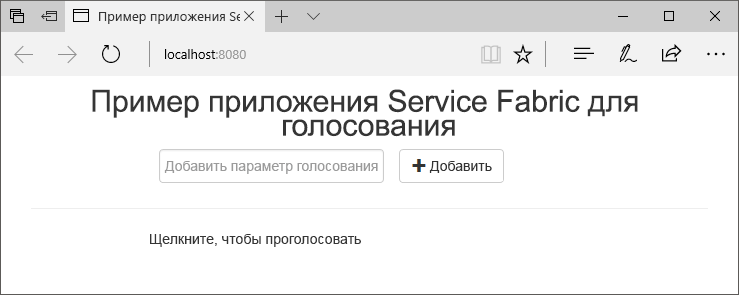 Пример приложения Se
localhost:8080
Пример приложения Service Fabric для
голосования
Добавить параметр голосования
Добавить
Щелкните, чтобы проголосовать